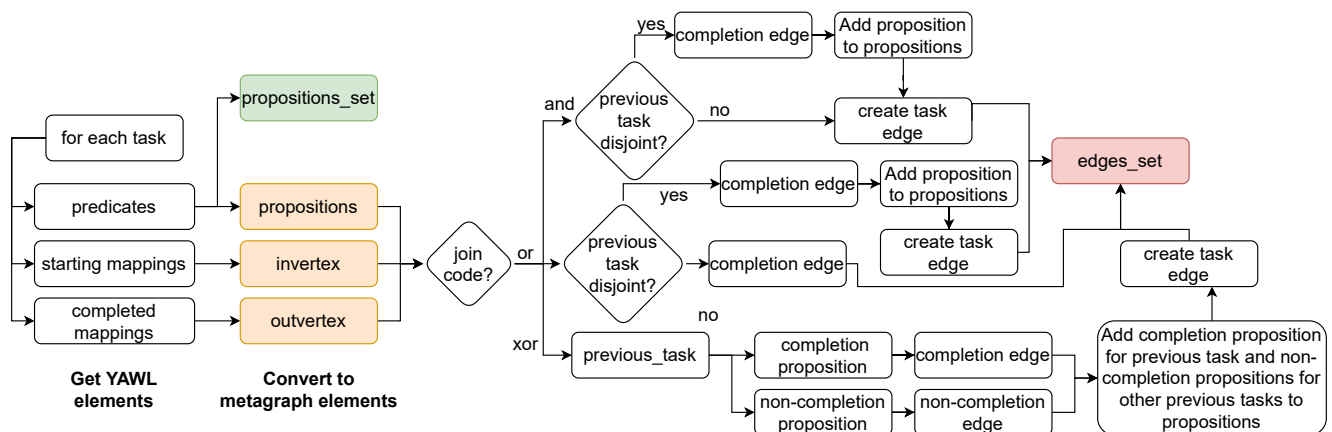 for each task
predicates
starting mappings
completed
mappings
Get YAWL
elements
propositions_set
propositions
invertex
outvertex
Convert to
metagraph elements
join
code?
and
or
xor
previous
task
disjoint?
yes
no
completion edge
Add proposition
to propositions
create task
edge
previous
task
disjoint?
yes
no
completion edge
Add proposition
to propositions
create task
edge
completion edge
edges_set
create task
edge
previous_task
completion
proposition
completion edge
non-completion
proposition
non-completion
edge
Add completion proposition
for previous task and non-
completion propositions for
other previous tasks to
propositions